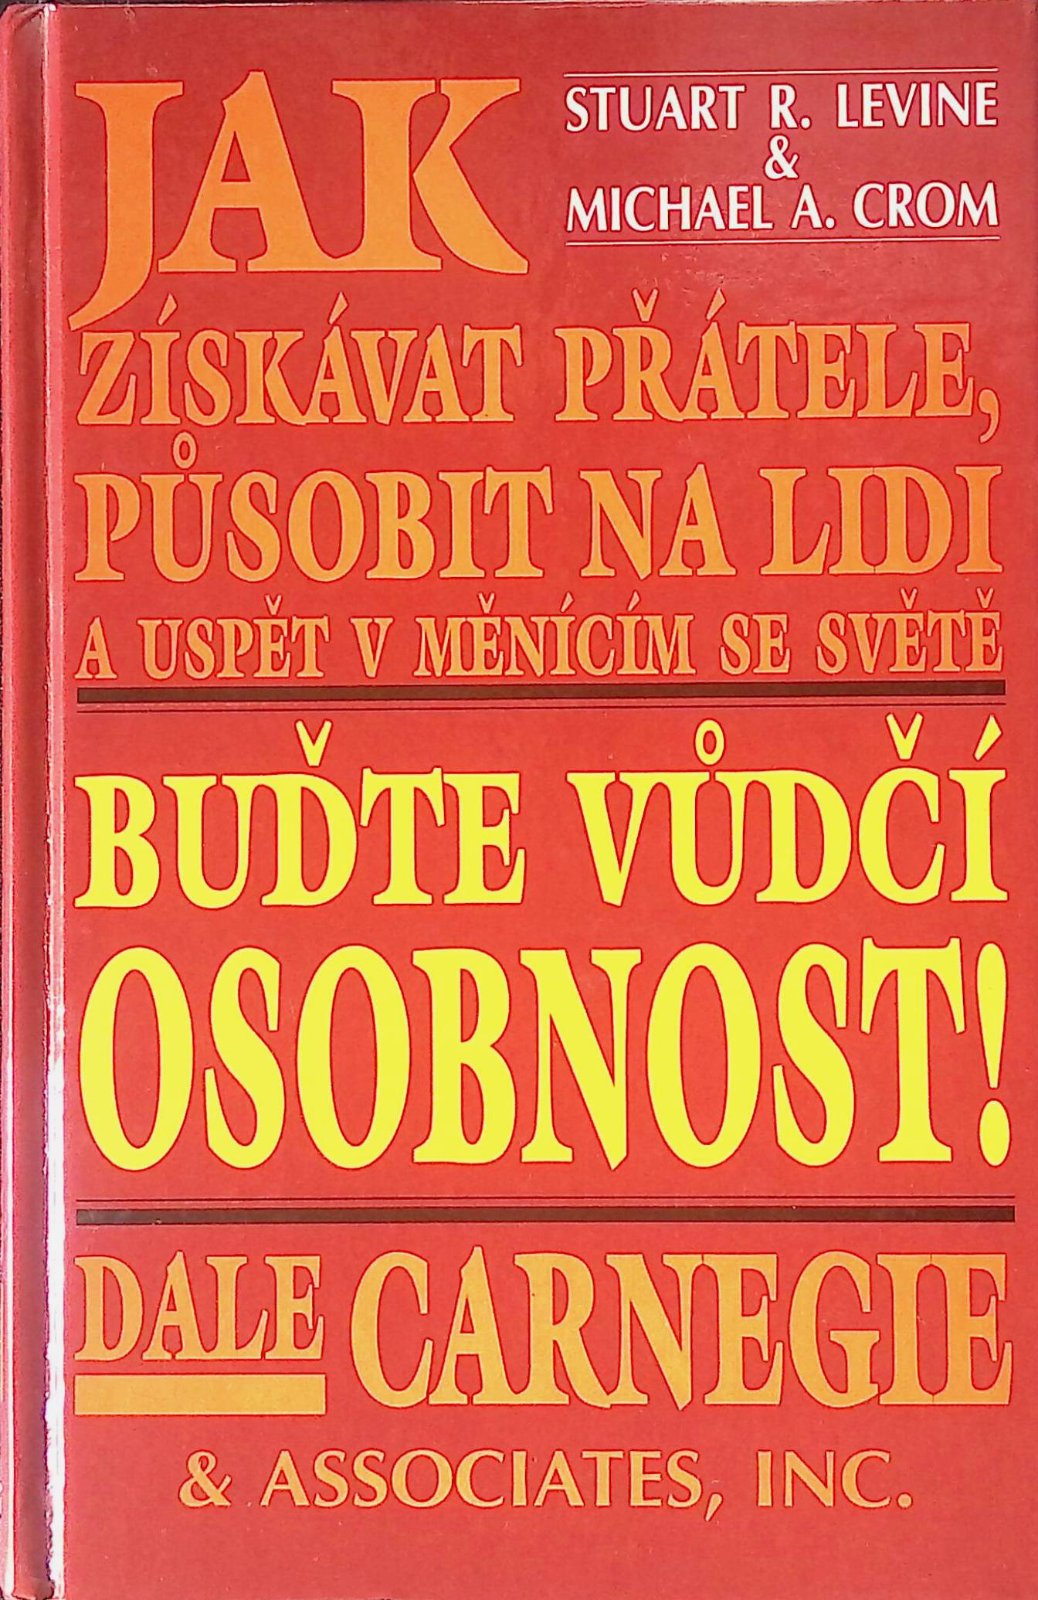 JAK
STUART R. LEVINE
&
MICHAEL A. CROM
ZÍSKÁVAT PŘÁTELE,
PŮSOBIT NA LIDI
A USPĚT V MĚNÍCÍM SE SVĚTĚ
BUĎTE VŮDČÍ
OSOBNOST!
DALE CARNEGIE
& ASSOCIATES, INC.